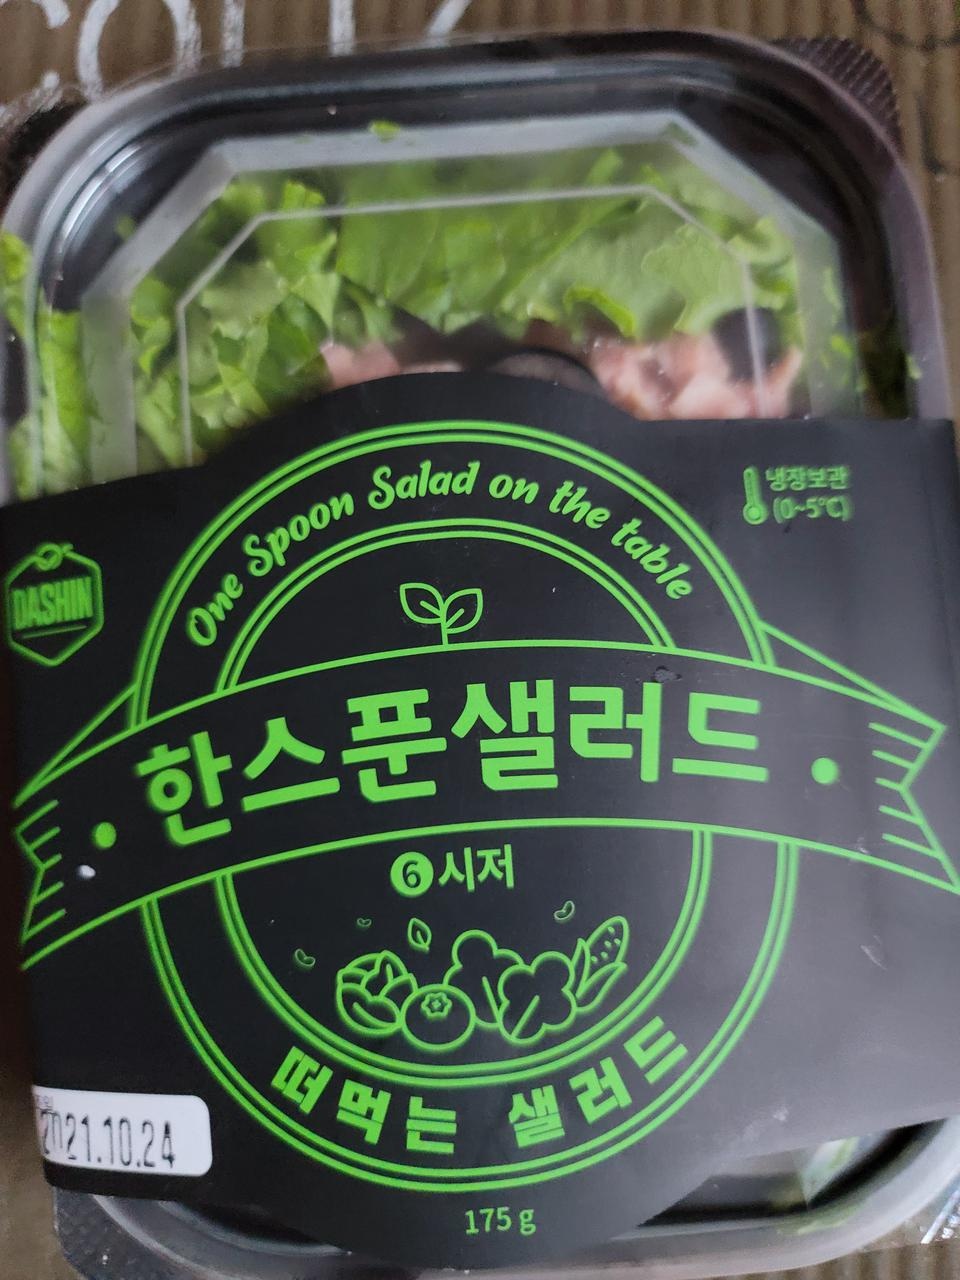 One Spoon Salad on the table
냉장보관
(0~5℃)
DASHIN
한스푼샐러드
6 시저
떠먹는 샐러드
2021.10.24
175 g